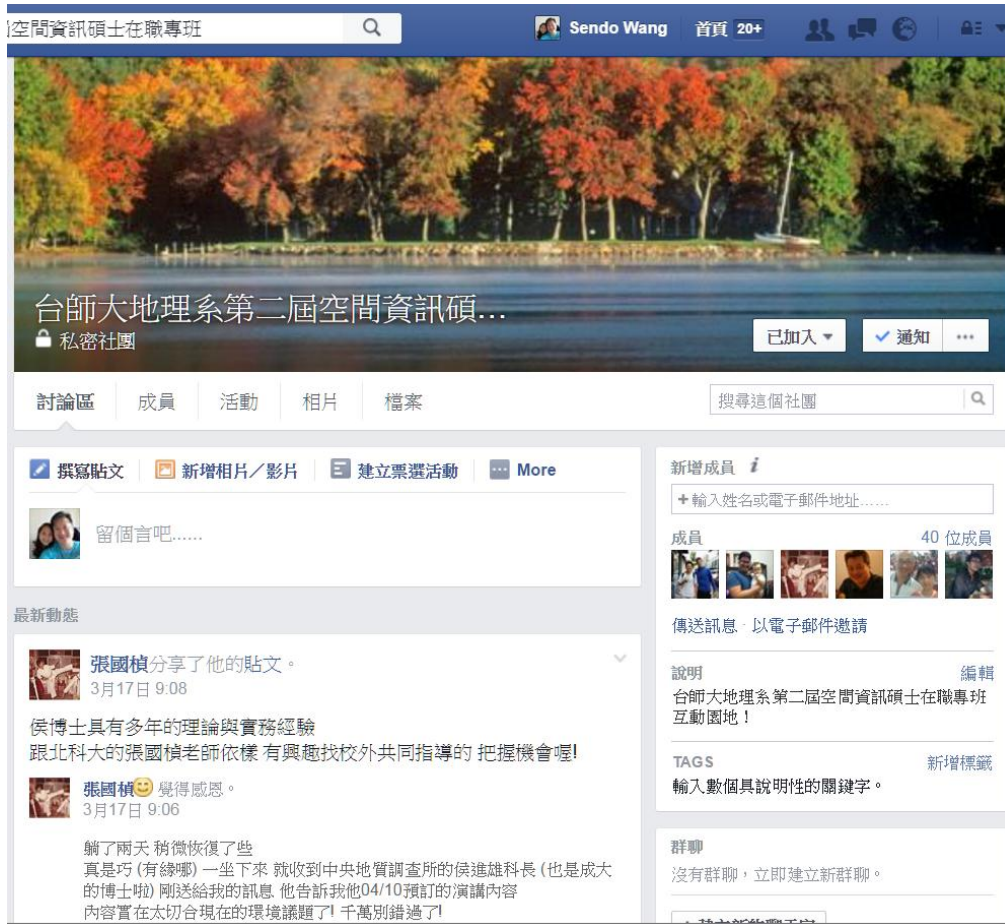 空間資訊碩士在職專班
Sendo Wang 首頁 20+
台師大地理系第二屆空間資訊碩...
私密社團
已加入 通知 ...
討論區 成員 活動 相片 檔案
搜尋這個社團
撰寫貼文 新增相片／影片 建立票選活動 More
留個言吧......
最新動態
張國楨分享了他的貼文。
3月17日 9:08
侯博士具有多年的理論與實務經驗
跟北科大的張國楨老師依樣 有興趣找校外共同指導的 把握機會喔!
張國楨 覺得感恩。
3月17日 9:06
躺了兩天 稍微恢復了些
真是巧 (有緣哪) 一坐下來 就收到中央地質調查所的侯進雄科長 (也是成大
的博士啦) 剛送給我的訊息 他告訴我他04/10預訂的演講內容
內容實在太切合現在的環境議題了! 千萬別錯過了!
新增成員 i
+輸入姓名或電子郵件地址......
成員 40 位成員
傳送訊息 · 以電子郵件邀請
說明 編輯
台師大地理系第二屆空間資訊碩士在職專班
互動園地！
TAGS 新增標籤
輸入數個具說明性的關鍵字。
群聊
沒有群聊，立即建立新群聊。